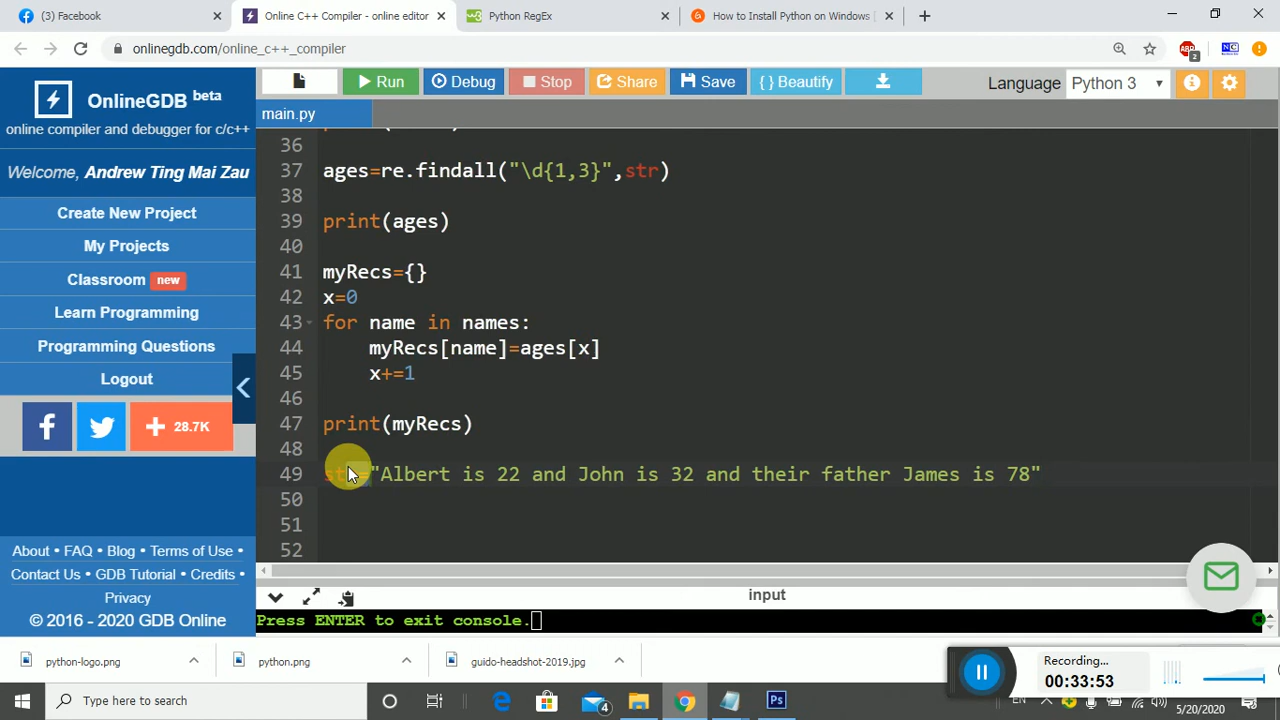 Facebook
Online C++ Compiler - online editor
Python RegEx
How to Install Python on Windows
onlinegdb.com/online_c++_compiler
OnlineGDB beta
online compiler and debugger for c/c++
Welcome, Andrew Ting Mai Zau
Create New Project
My Projects
Classroom new
Learn Programming
Programming Questions
Logout
28.7K
About • FAQ • Blog • Terms of Use •
Contact Us • GDB Tutorial • Credits •
Privacy
© 2016 - 2020 GDB Online
Run
Debug
Stop
Share
Save
{ } Beautify
Language Python 3
main.py
36
37 ages=re.findall("\d{1,3}",str)
38
39 print(ages)
40
41 myRecs={}
42 x=0
43 for name in names:
44 myRecs[name]=ages[x]
45 x+=1
46
47 print(myRecs)
48
49 str="Albert is 22 and John is 32 and their father James is 78"
50
51
52
input
Press ENTER to exit console.
python-logo.png
python.png
guido-headshot-2019.jpg
Recording...
00:33:53
Type here to search
4
EN
5/20/2020